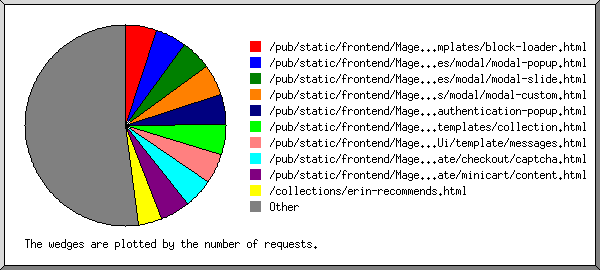 /pub/static/frontend/Mage...mplates/block-loader.html
/pub/static/frontend/Mage...es/modal/modal-popup.html
/pub/static/frontend/Mage...es/modal/modal-slide.html
/pub/static/frontend/Mage...s/modal/modal-custom.html
/pub/static/frontend/Mage...authentication-popup.html
/pub/static/frontend/Mage...templates/collection.html
/pub/static/frontend/Mage...Ui/template/messages.html
/pub/static/frontend/Mage...ate/checkout/captcha.html
/pub/static/frontend/Mage...ate/minicart/content.html
/collections/erin-recommends.html
Other
The wedges are plotted by the number of requests.